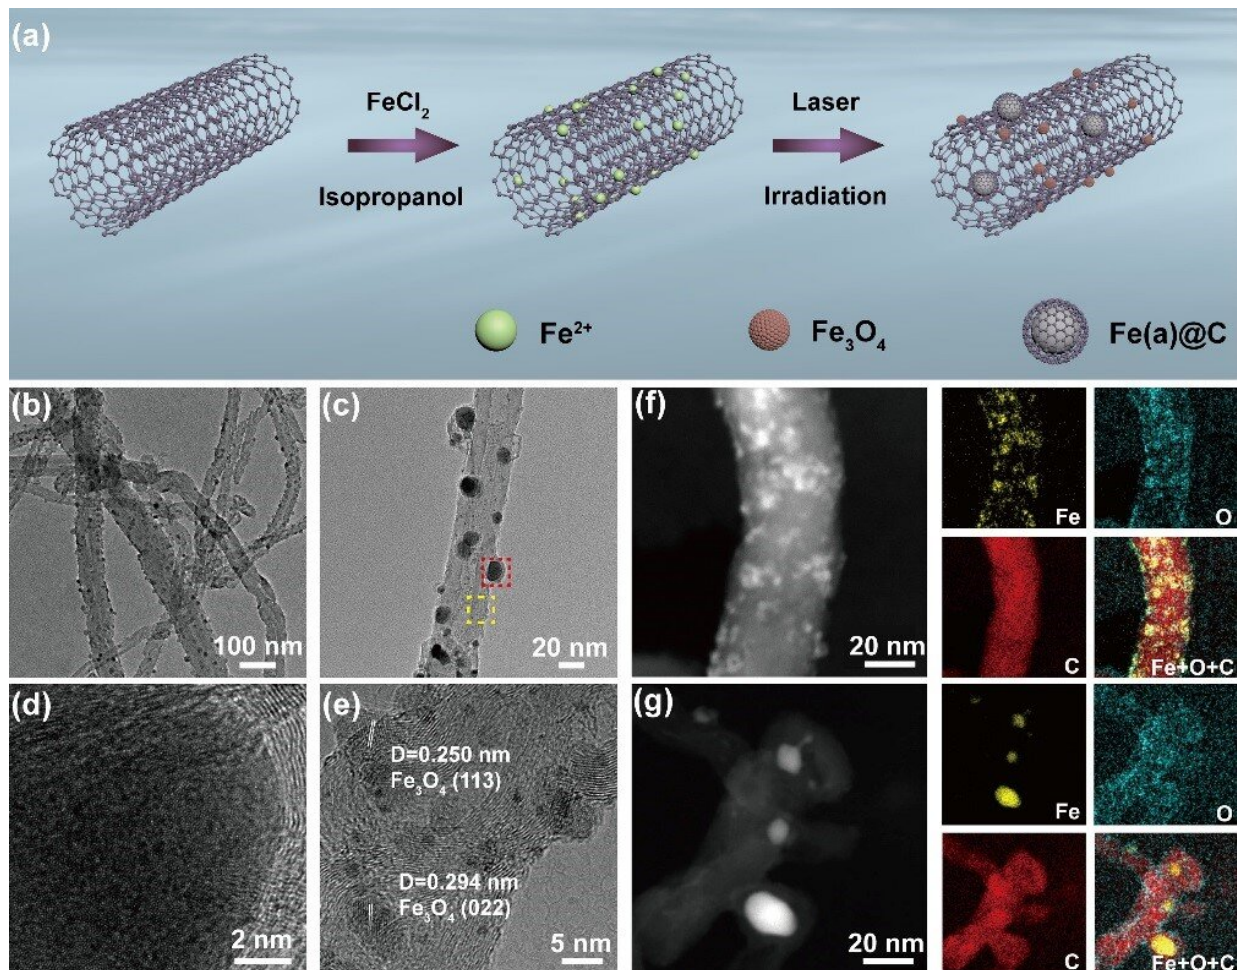 (a)
FeCl₂
Isopropanol
Laser
Irradiation
Fe²⁺
Fe₃O₄
Fe(a)@C
(b)
100 nm
(c)
20 nm
(f)
20 nm
Fe
O
C
Fe+O+C
(d)
2 nm
(e)
D=0.250 nm
Fe₃O₄ (113)
D=0.294 nm
Fe₃O₄ (022)
5 nm
(g)
20 nm
Fe
O
C
Fe+O+C